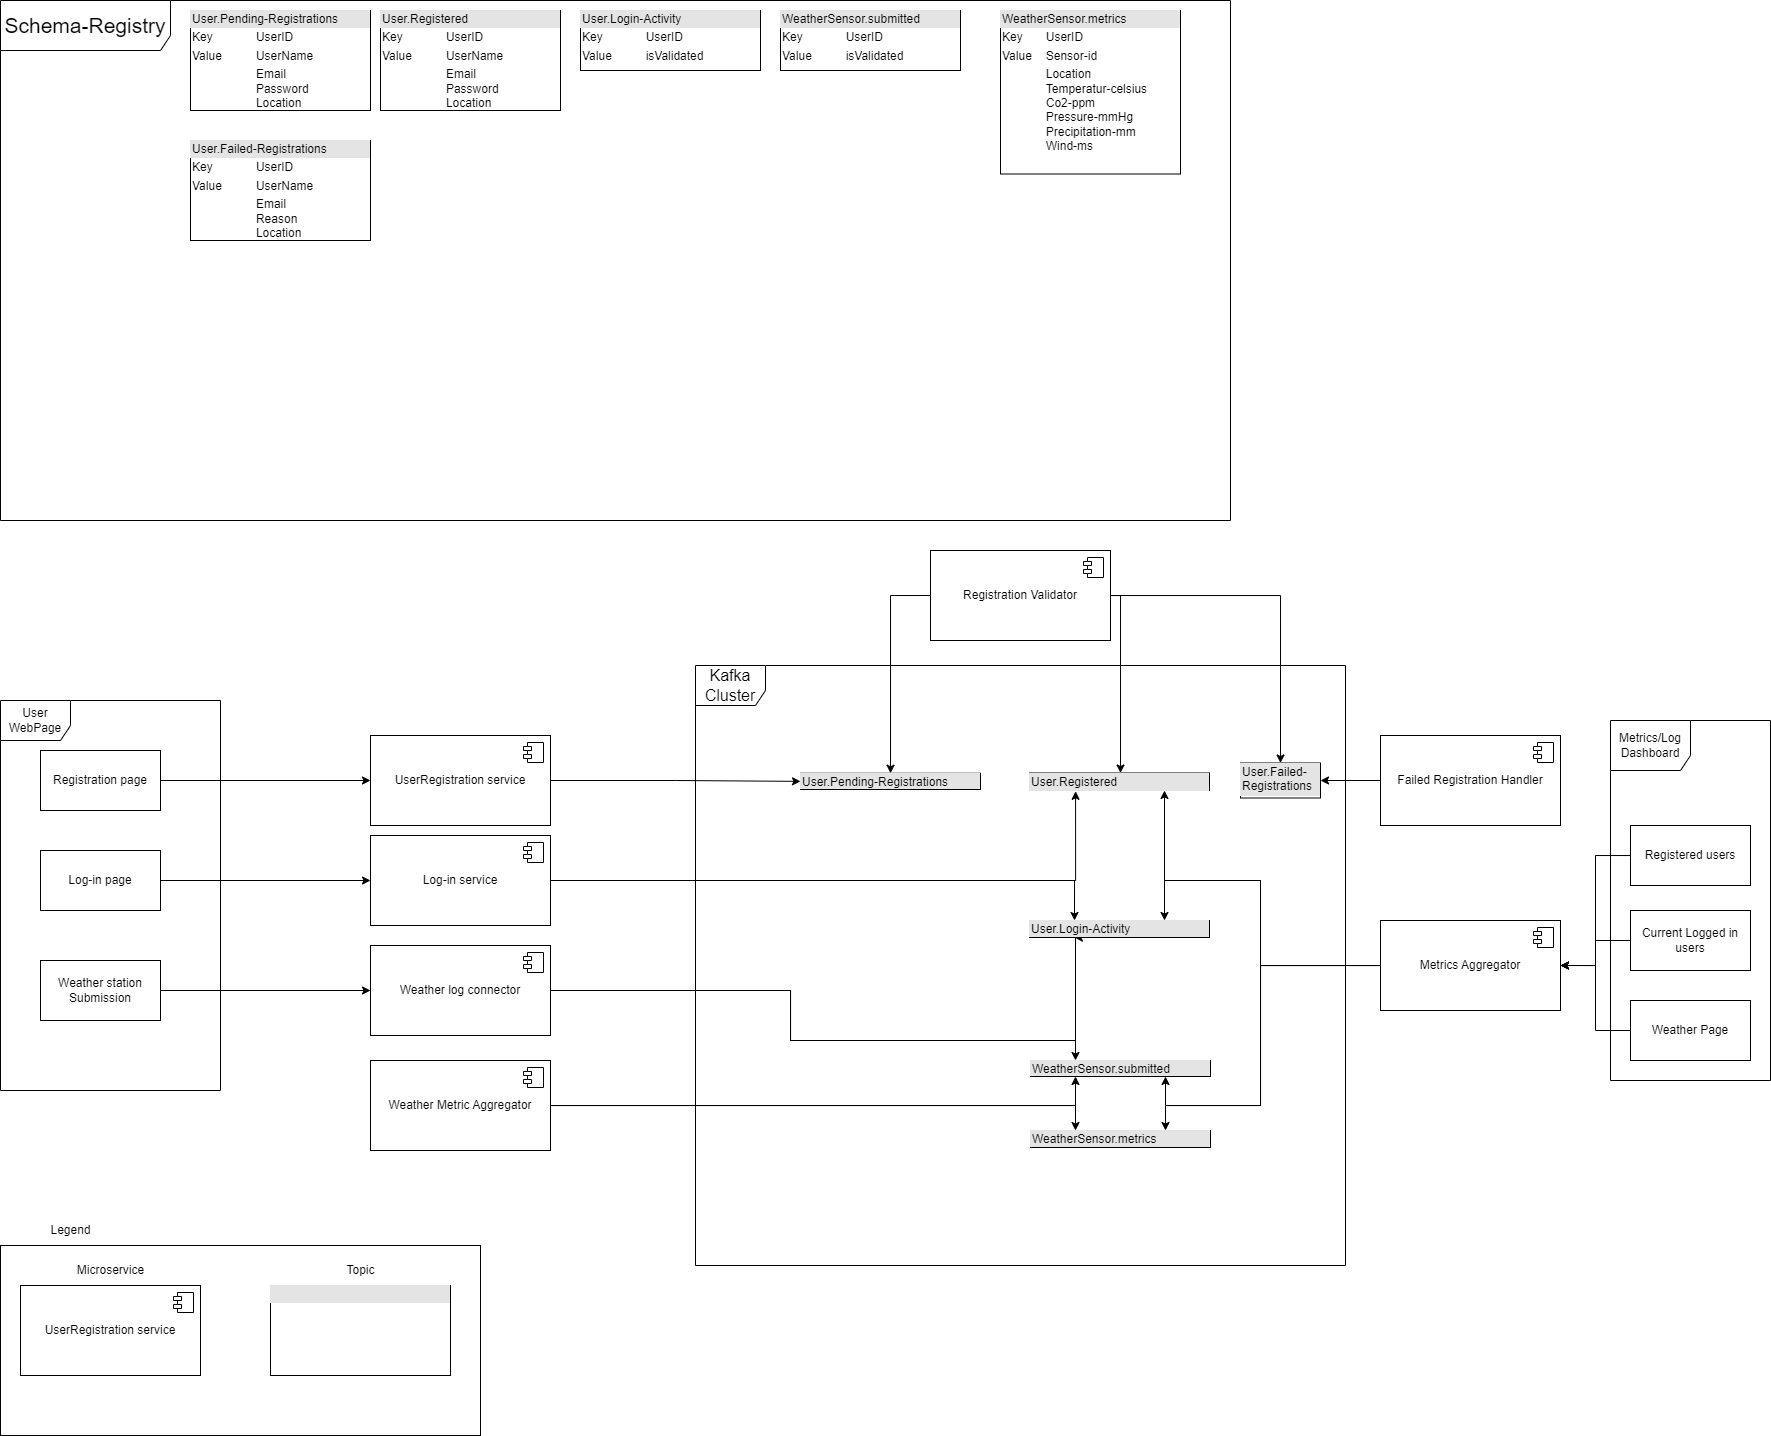 Schema-Registry
User.Pending-Registrations
Key UserID
Value UserName
Email
Password
Location
User.Registered
Key UserID
Value UserName
Email
Password
Location
User.Login-Activity
Key UserID
Value isValidated
WeatherSensor.submitted
Key UserID
Value isValidated
WeatherSensor.metrics
Key UserID
Value Sensor-id
Location
Temperatur-celsius
Co2-ppm
Pressure-mmHg
Precipitation-mm
Wind-ms
User.Failed-Registrations
Key UserID
Value UserName
Email
Reason
Location
Registration Validator
Kafka
Cluster
User
WebPage
Registration page
Log-in page
Weather station
Submission
UserRegistration service
Log-in service
Weather log connector
Weather Metric Aggregator
User.Pending-Registrations
User.Registered
User.Failed-
Registrations
User.Login-Activity
WeatherSensor.submitted
WeatherSensor.metrics
Failed Registration Handler
Metrics Aggregator
Metrics/Log
Dashboard
Registered users
Current Logged in
users
Weather Page
Legend
Microservice
UserRegistration service
Topic